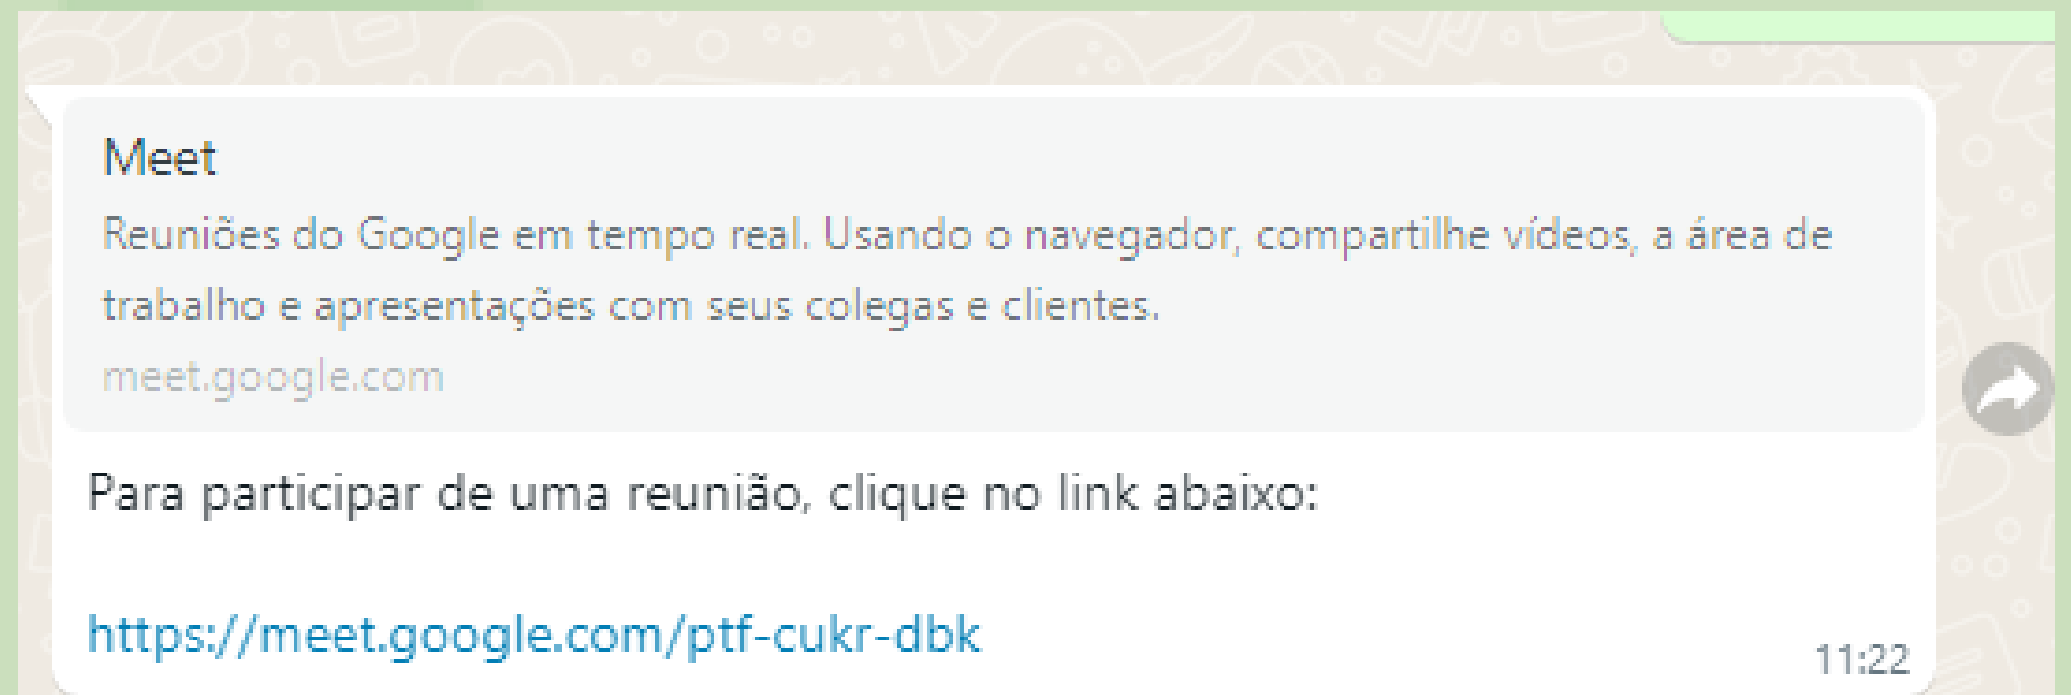 Meet
Reuniões do Google em tempo real. Usando o navegador, compartilhe vídeos, a área de
trabalho e apresentações com seus colegas e clientes.
meet.google.com
Para participar de uma reunião, clique no link abaixo:
https://meet.google.com/ptf-cukr-dbk
11:22